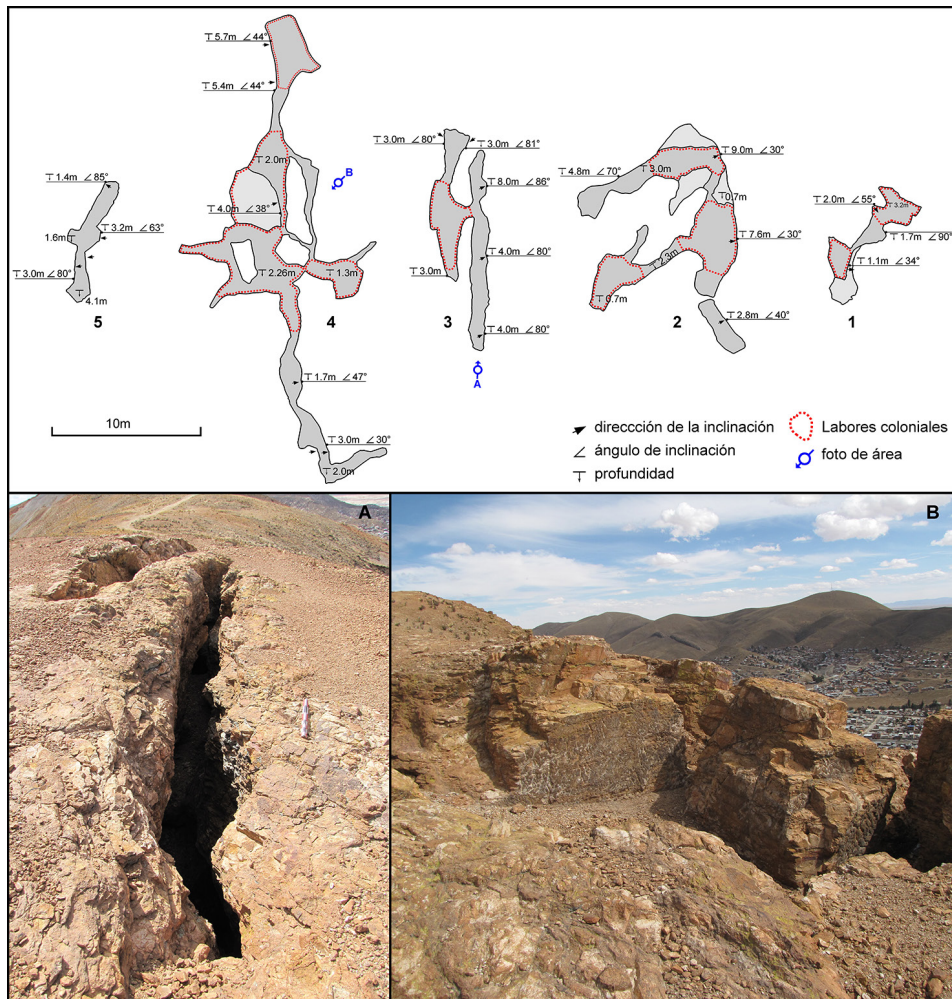 ⊤5.7m ∠44°
⊤5.4m ∠44°
⊤2.0m
B
⊤4.0m ∠38°
⊤2.26m
⊤1.3m
4
⊤1.7m ∠47°
⊤3.0m ∠30°
⊤2.0m
⊤1.4m ∠85°
1.6m⊤
⊤3.2m ∠63°
⊤3.0m ∠80°
⊤
4.1m
5
⊤3.0m ∠80°
⊤3.0m ∠81°
⊤8.0m ∠86°
⊤4.0m ∠80°
⊤3.0m
⊤4.0m ∠80°
3
A
⊤9.0m ∠30°
⊤4.8m ∠70°
⊤3.0m
⊤0.7m
⊤7.6m ∠30°
⊤2.3m
⊤0.7m
⊤2.8m ∠40°
2
⊤2.0m ∠55°
⊤3.2m
⊤1.7m ∠90°
⊤1.1m ∠34°
1
10m
direccción de la inclinación
∠ ángulo de inclinación
⊤ profundidad
Labores coloniales
foto de área
A
B